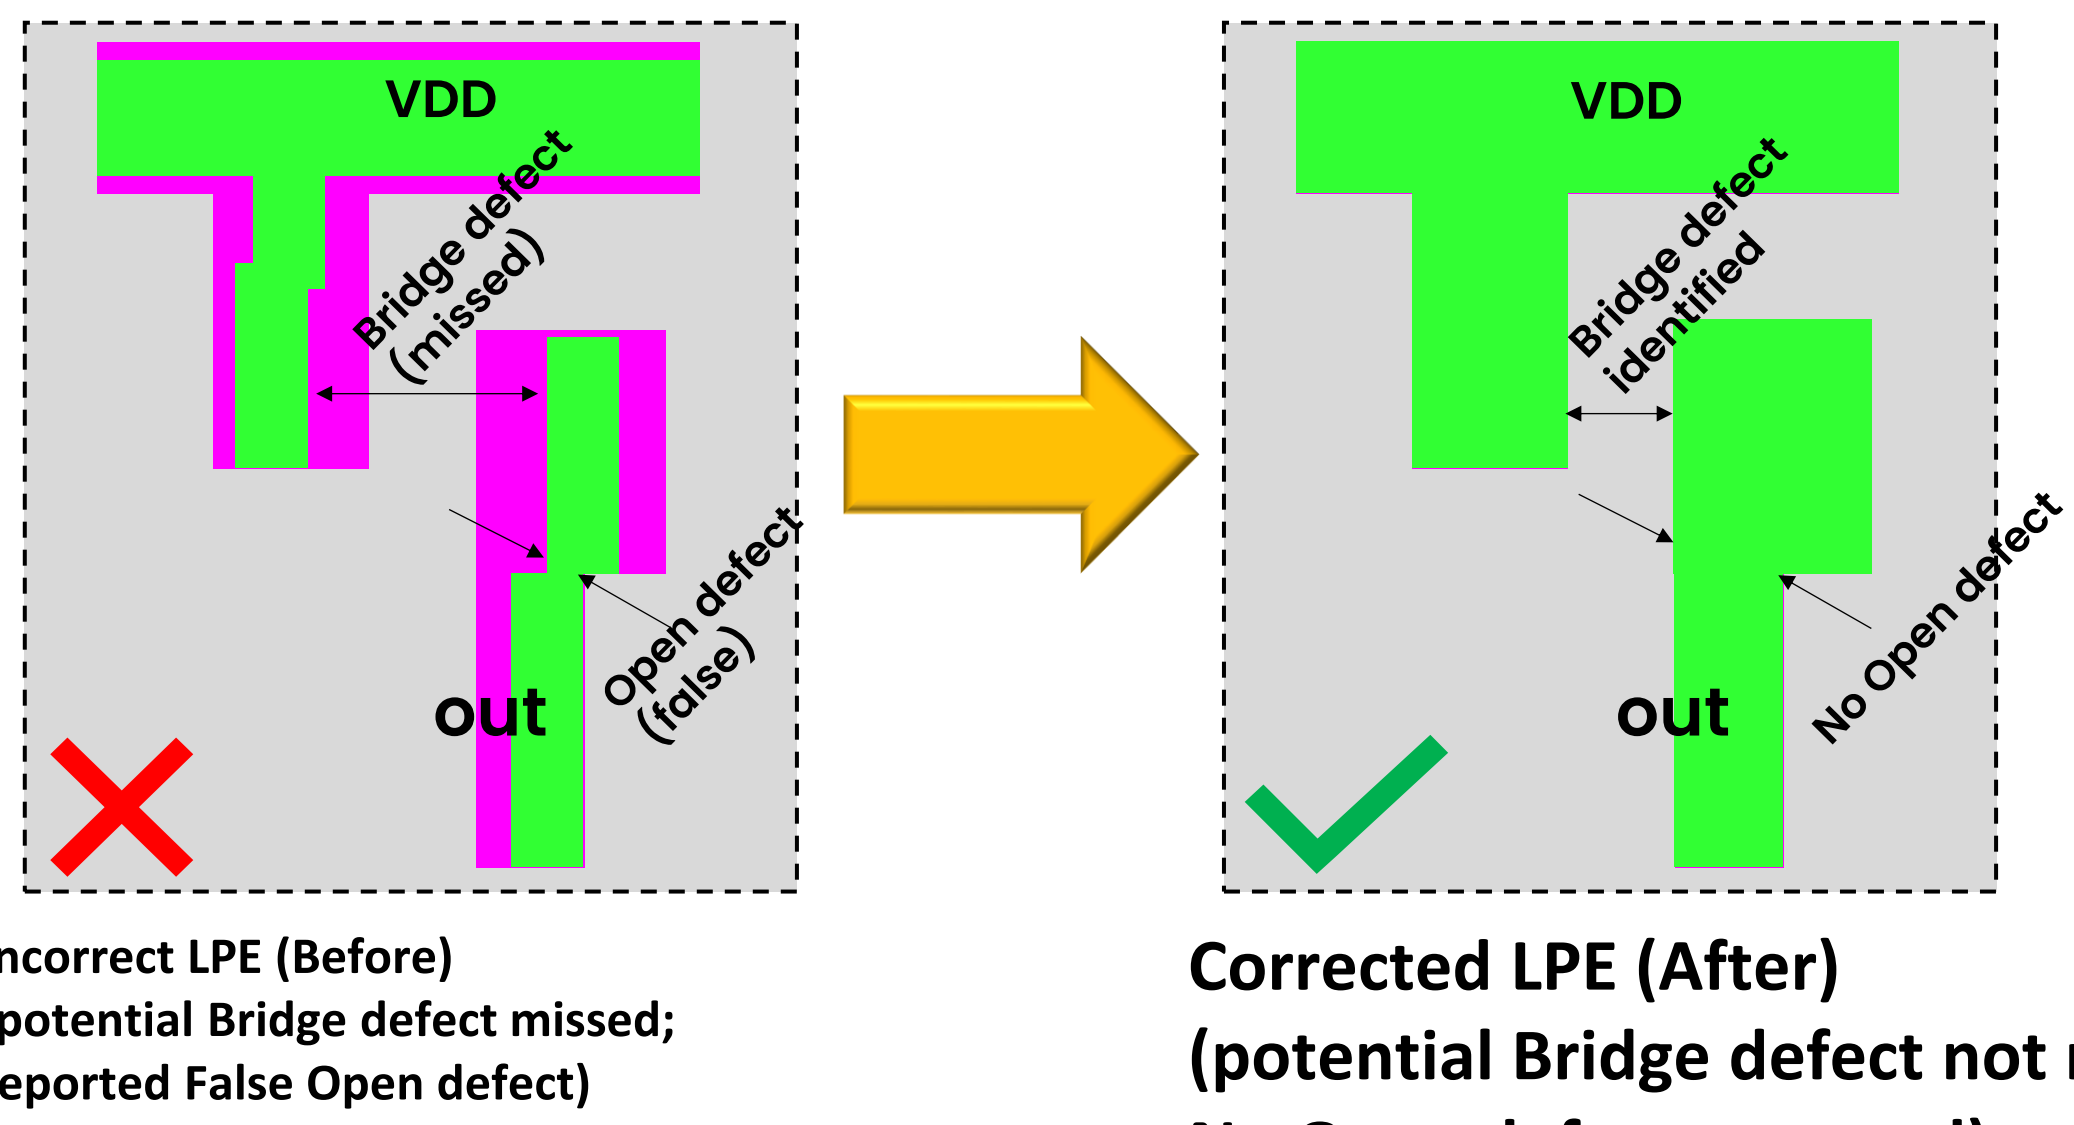 VDD
Bridge defect
(missed)
Open defect
(false)
out
ncorrect LPE (Before)
potential Bridge defect missed;
eported False Open defect)
VDD
Bridge defect
identified
No Open defect
out
Corrected LPE (After)
(potential Bridge defect not